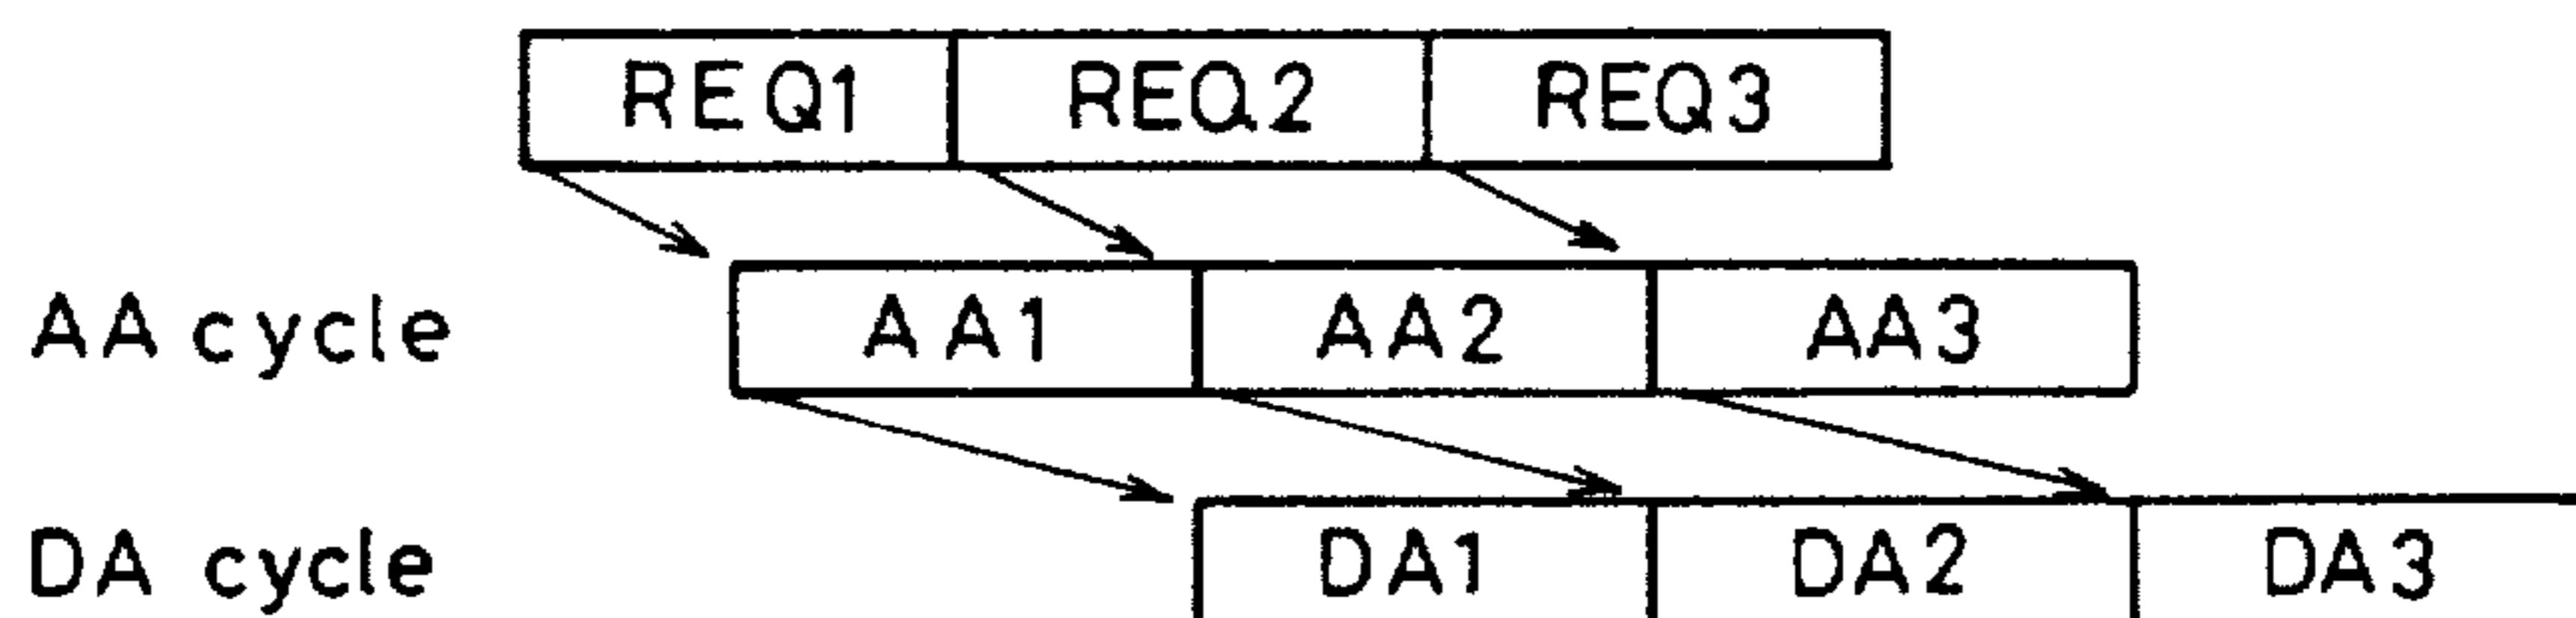 REQ1 REQ2 REQ3
AA cycle AA1 AA2 AA3
DA cycle DA1 DA2 DA3